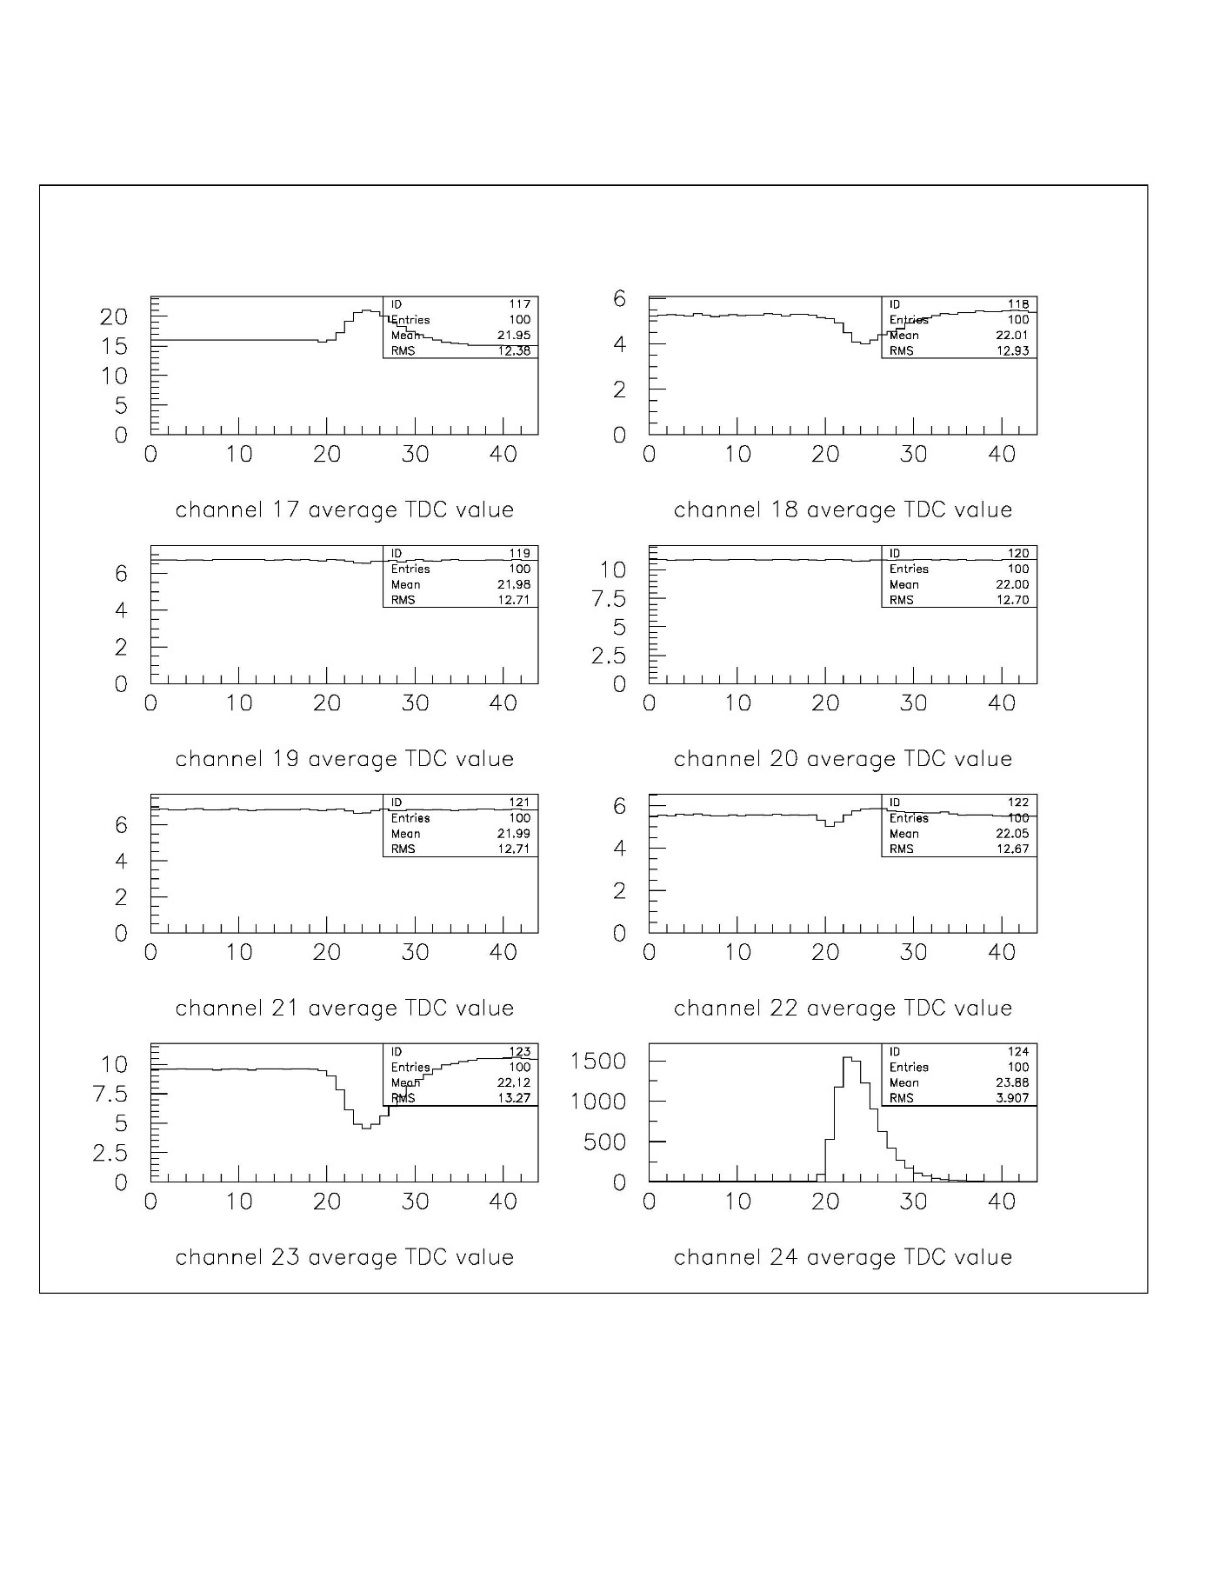 20
15
10
5
0
0 10 20 30 40
ID 117
Entries 100
Mean 21.95
RMS 12.38
channel 17 average TDC value
6
4
2
0
0 10 20 30 40
ID 118
Entries 100
Mean 22.01
RMS 12.93
channel 18 average TDC value
6
4
2
0
0 10 20 30 40
ID 119
Entries 100
Mean 21.98
RMS 12.71
channel 19 average TDC value
10
7.5
5
2.5
0
0 10 20 30 40
ID 120
Entries 100
Mean 22.00
RMS 12.70
channel 20 average TDC value
6
4
2
0
0 10 20 30 40
ID 121
Entries 100
Mean 21.99
RMS 12.71
channel 21 average TDC value
6
4
2
0
0 10 20 30 40
ID 122
Entries 100
Mean 22.05
RMS 12.67
channel 22 average TDC value
10
7.5
5
2.5
0
0 10 20 30 40
ID 123
Entries 100
Mean 22.12
RMS 13.27
channel 23 average TDC value
1500
1000
500
0
0 10 20 30 40
ID 124
Entries 100
Mean 23.88
RMS 3.907
channel 24 average TDC value